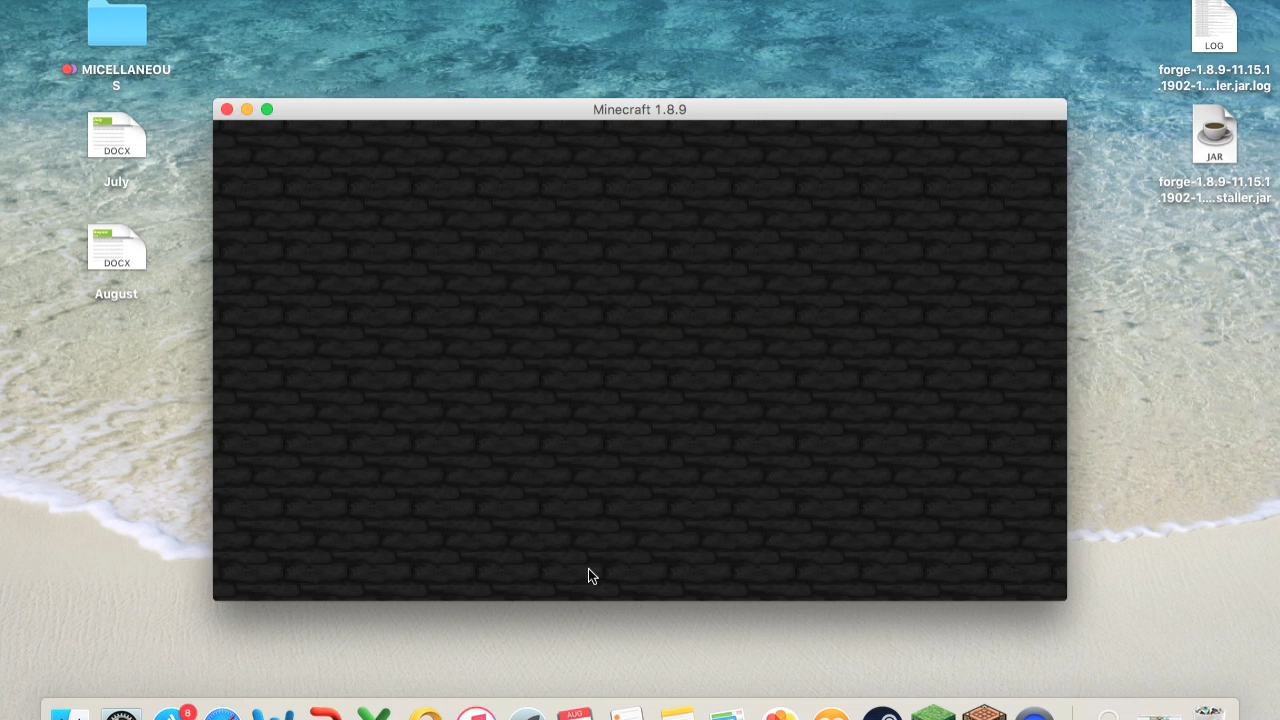 MICELLANEOU
S
LOG
forge-1.8.9-11.15.1
.1902-1....ler.jar.log
Minecraft 1.8.9
DOCX
July
JAR
forge-1.8.9-11.15.1
.1902-1....staller.jar
DOCX
August
8
AUG